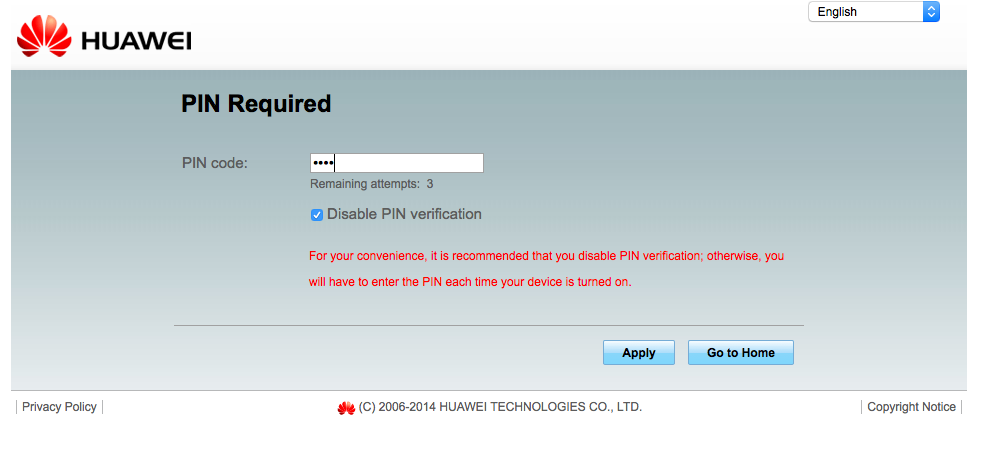 English
HUAWEI
PIN Required
PIN code:
••••
Remaining attempts: 3
Disable PIN verification
For your convenience, it is recommended that you disable PIN verification; otherwise, you
will have to enter the PIN each time your device is turned on.
Apply
Go to Home
Privacy Policy
(C) 2006-2014 HUAWEI TECHNOLOGIES CO., LTD.
Copyright Notice